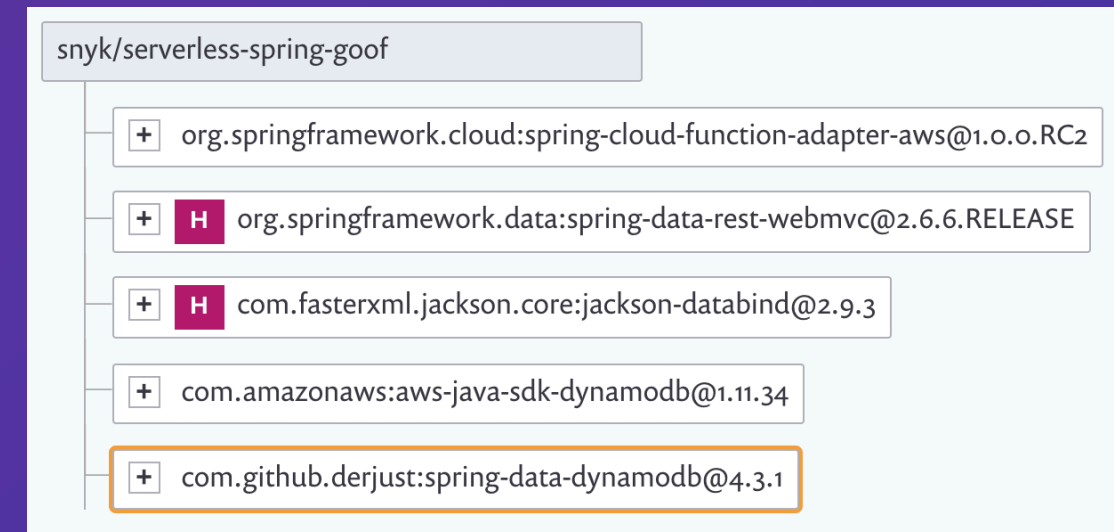 snyk/serverless-spring-goof
+ org.springframework.cloud:spring-cloud-function-adapter-aws@1.0.0.RC2
+ H org.springframework.data:spring-data-rest-webmvc@2.6.6.RELEASE
+ H com.fasterxml.jackson.core:jackson-databind@2.9.3
+ com.amazonaws:aws-java-sdk-dynamodb@1.11.34
+ com.github.derjust:spring-data-dynamodb@4.3.1